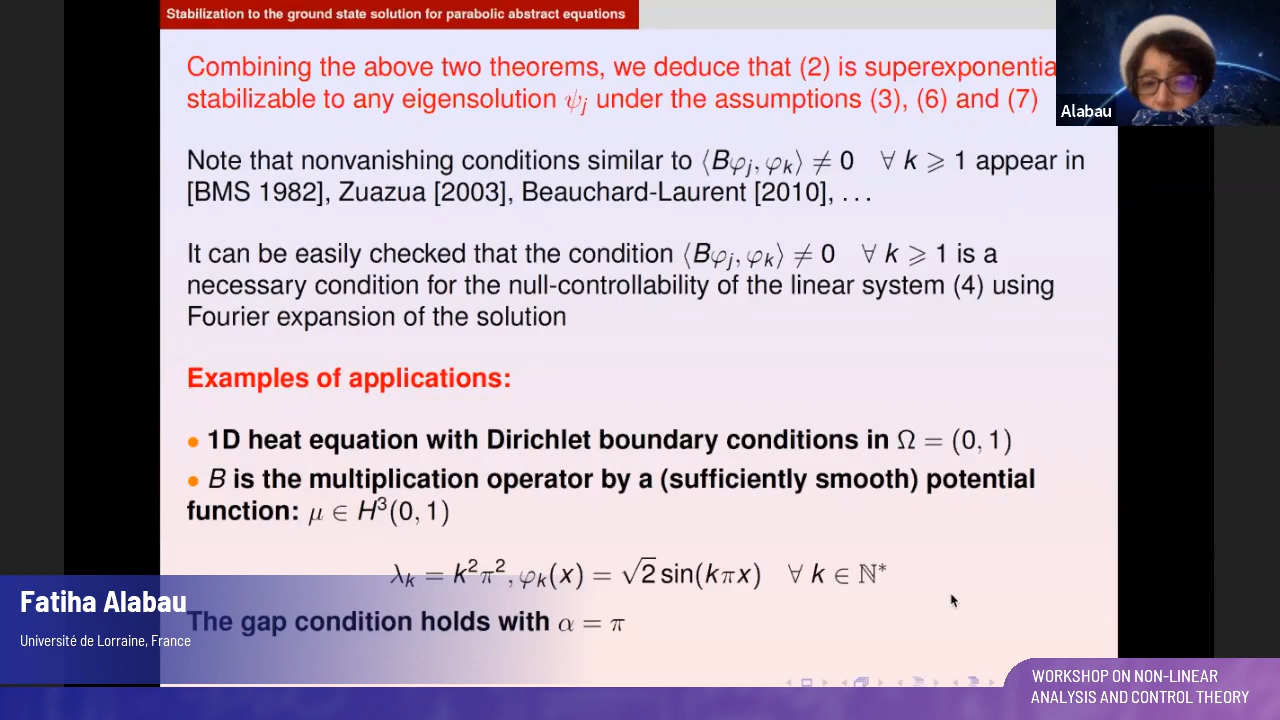 Stabilization to the ground state solution for parabolic abstract equations
Combining the above two theorems, we deduce that (2) is superexponentia
stabilizable to any eigensolution ψⱼ under the assumptions (3), (6) and (7)
Alabau
Note that nonvanishing conditions similar to ⟨Bφⱼ, φₖ⟩ ≠ 0 ∀ k ⩾ 1 appear in
[BMS 1982], Zuazua [2003], Beauchard-Laurent [2010], . . .
It can be easily checked that the condition ⟨Bφⱼ, φₖ⟩ ≠ 0 ∀ k ⩾ 1 is a
necessary condition for the null-controllability of the linear system (4) using
Fourier expansion of the solution
Examples of applications:
• 1D heat equation with Dirichlet boundary conditions in Ω = (0, 1)
• B is the multiplication operator by a (sufficiently smooth) potential
function: μ ∈ H³(0, 1)
λₖ = k²π², φₖ(x) = √2 sin(kπx) ∀ k ∈ ℕ*
The gap condition holds with α = π
Fatiha Alabau
Université de Lorraine, France
WORKSHOP ON NON-LINEAR
ANALYSIS AND CONTROL THEORY